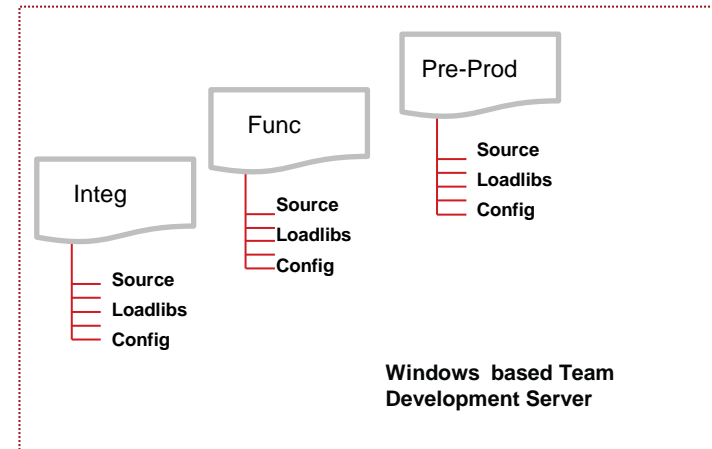 Pre-Prod
Source
Loadlibs
Config
Func
Source
Loadlibs
Config
Integ
Source
Loadlibs
Config
Windows based Team
Development Server